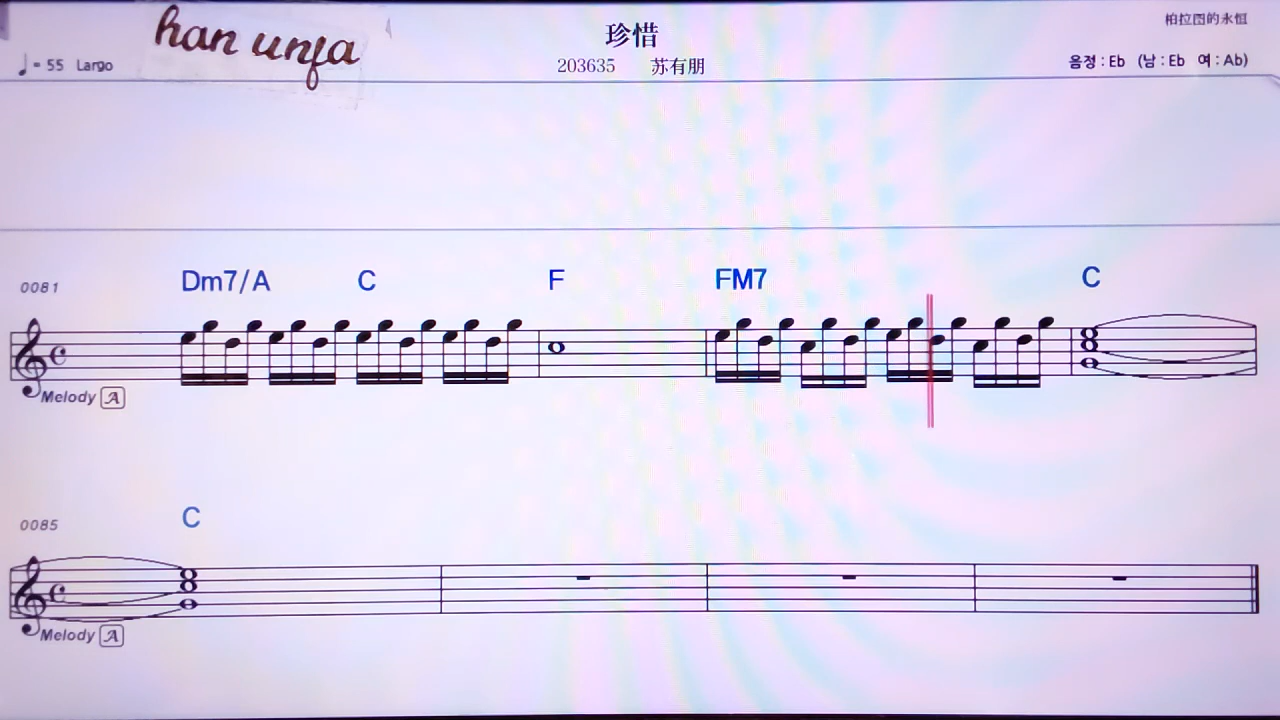 han unfa
珍惜
柏拉图的永恒
♩= 55 Largo
203635 苏有朋
음정 : Eb (남 : Eb 여 : Ab)
0081 Dm7/A C F FM7 C
Melody A
0085 C
Melody A